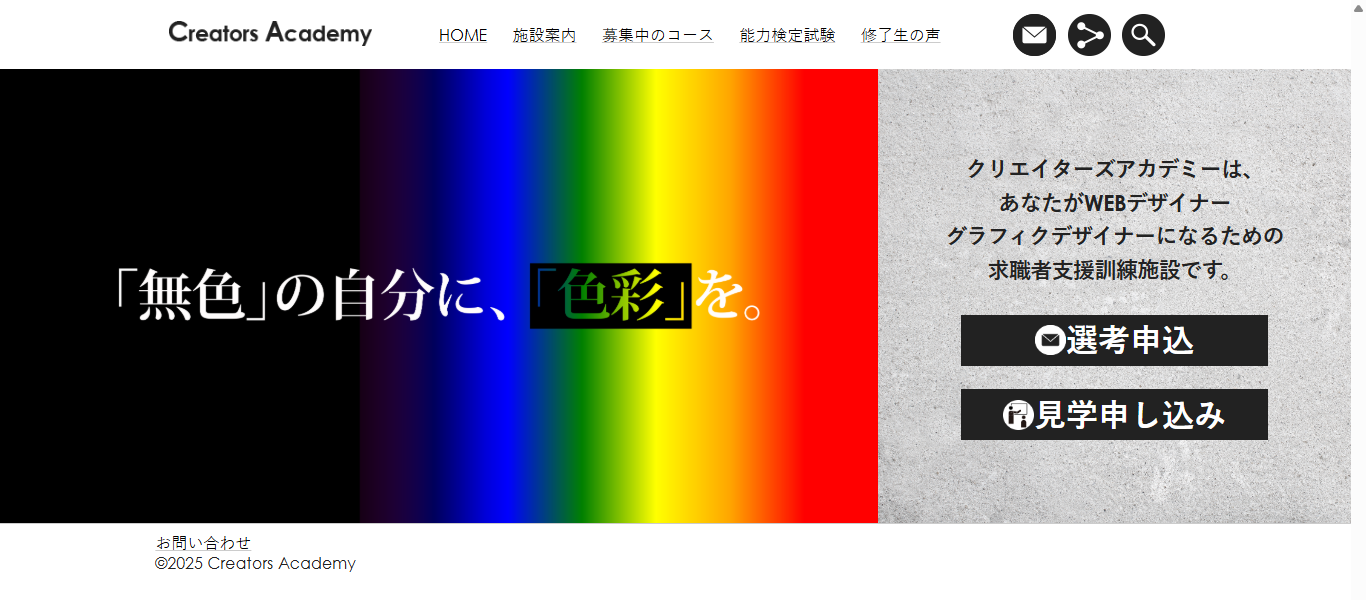 Creators Academy
HOME 施設案内 募集中のコース 能力検定試験 修了生の声
「無色」の自分に、「色彩」を。
クリエイターズアカデミーは、
あなたがWEBデザイナー
グラフィクデザイナーになるための
求職者支援訓練施設です。
選考申込
見学申し込み
お問い合わせ
©2025 Creators Academy